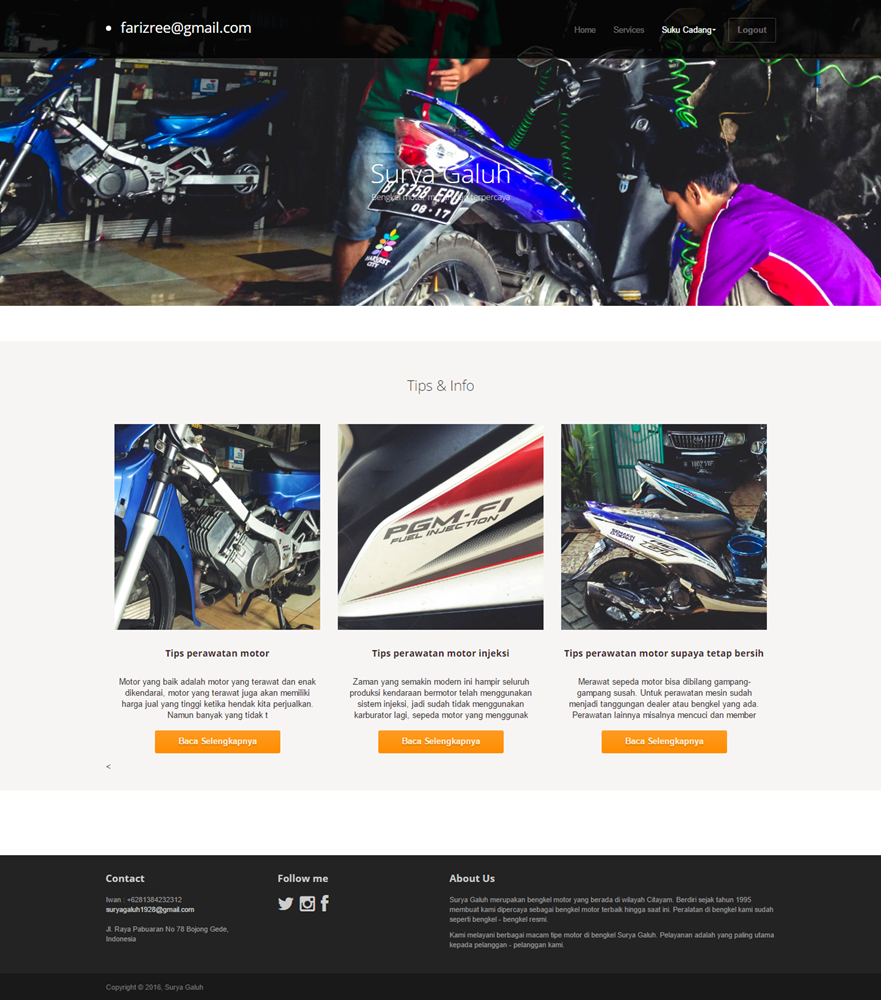 farizree@gmail.com
Home Services Suku Cadang Logout
Surya Galuh
Bengkel motor terpercaya
B 6758 EPU
08·17
HARVEST CITY
Tips & Info
PGM-FI
FUEL INJECTION
Tips perawatan motor
Motor yang baik adalah motor yang terawat dan enak
dikendarai, motor yang terawat juga akan memiliki
harga jual yang tinggi ketika hendak kita perjualkan.
Namun banyak yang tidak t
Baca Selengkapnya
Tips perawatan motor injeksi
Zaman yang semakin modern ini hampir seluruh
produksi kendaraan bermotor telah menggunakan
sistem injeksi, jadi sudah tidak menggunakan
karburator lagi, sepeda motor yang menggunak
Baca Selengkapnya
Tips perawatan motor supaya tetap bersih
Merawat sepeda motor bisa dibilang gampang-
gampang susah. Untuk perawatan mesin sudah
menjadi tanggungan dealer atau bengkel yang ada.
Perawatan lainnya misalnya mencuci dan member
Baca Selengkapnya
<
Contact
Iwan : +6281384232312
suryagaluh1928@gmail.com
Jl. Raya Pabuaran No 78 Bojong Gede,
Indonesia
Follow me
About Us
Surya Galuh merupakan bengkel motor yang berada di wilayah Citayam. Berdiri sejak tahun 1995
membuat kami dipercaya sebagai bengkel motor terbaik hingga saat ini. Peralatan di bengkel kami sudah
seperti bengkel - bengkel resmi.
Kami melayani berbagai macam tipe motor di bengkel Surya Galuh. Pelayanan adalah yang paling utama
kepada pelanggan - pelanggan kami.
Copyright © 2016, Surya Galuh